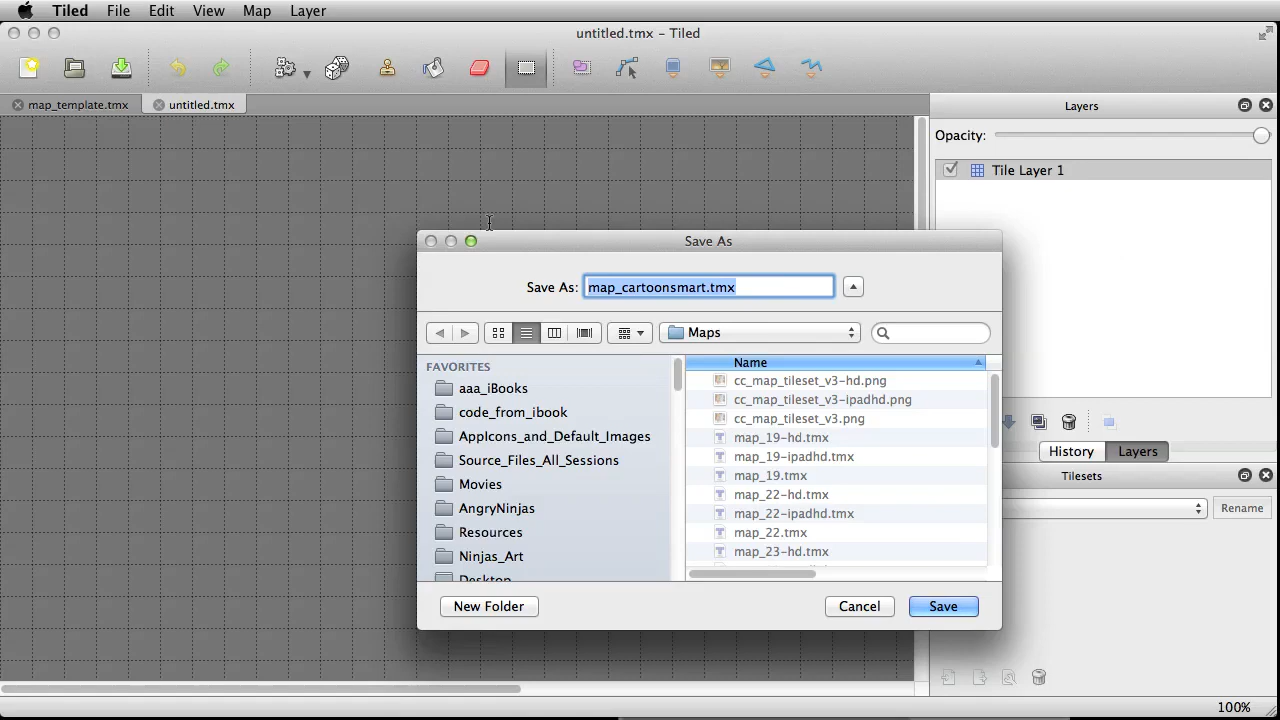 Tiled File Edit View Map Layer
untitled.tmx – Tiled
map_template.tmx untitled.tmx
Layers
Opacity:
Tile Layer 1
Save As
Save As: map_cartoonsmart.tmx
Maps
FAVORITES
aaa_iBooks
code_from_ibook
AppIcons_and_Default_Images
Source_Files_All_Sessions
Movies
AngryNinjas
Resources
Ninjas_Art
Desktop
Name
cc_map_tileset_v3-hd.png
cc_map_tileset_v3-ipadhd.png
cc_map_tileset_v3.png
map_19-hd.tmx
map_19-ipadhd.tmx
map_19.tmx
map_22-hd.tmx
map_22-ipadhd.tmx
map_22.tmx
map_23-hd.tmx
New Folder Cancel Save
History Layers
Tilesets
Rename
100%